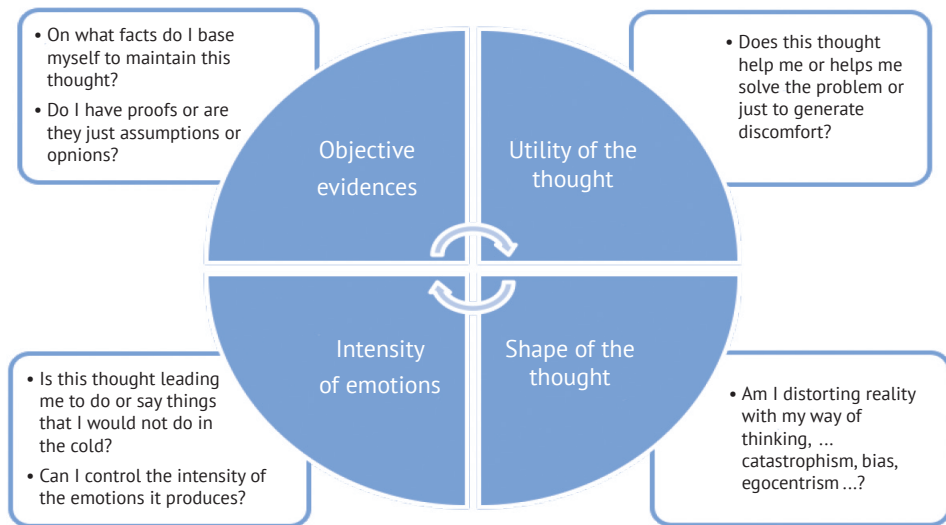 • On what facts do I base
myself to maintain this
thought?
• Do I have proofs or are
they just assumptions or
opnions?
• Does this thought
help me or helps me
solve the problem or
just to generate
discomfort?
Objective
evidences
Utility of the
thought
Intensity
of emotions
Shape of the
thought
• Is this thought leading
me to do or say things
that I would not do in
the cold?
• Can I control the intensity of
the emotions it produces?
• Am I distorting reality
with my way of
thinking, ...
catastrophism, bias,
egocentrism ...?